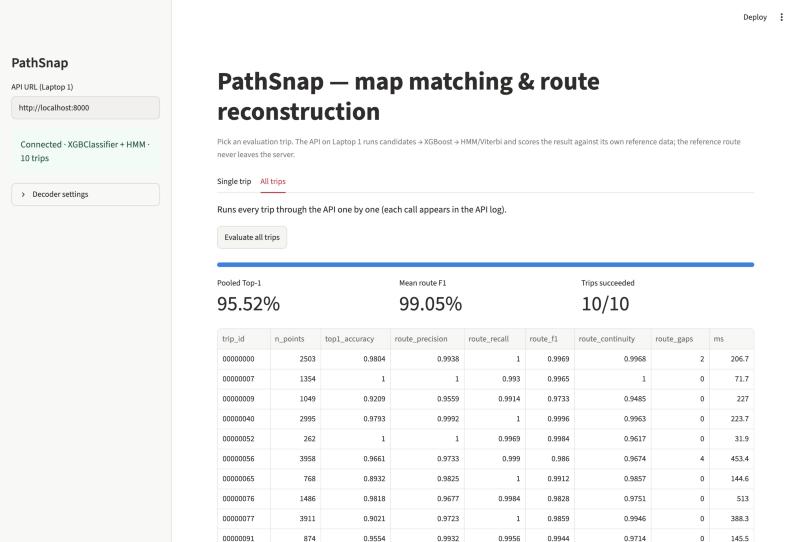 Deploy
PathSnap
API URL (Laptop 1)
http://localhost:8000
Connected · XGBClassifier + HMM ·
10 trips
Decoder settings
PathSnap — map matching & route
reconstruction
Pick an evaluation trip. The API on Laptop 1 runs candidates → XGBoost → HMM/Viterbi and scores the result against its own reference data; the reference route
never leaves the server.
Single trip All trips
Runs every trip through the API one by one (each call appears in the API log).
Evaluate all trips
Pooled Top-1 Mean route F1 Trips succeeded
95.52% 99.05% 10/10
trip_id n_points top1_accuracy route_precision route_recall route_f1 route_continuity route_gaps ms
00000000 2503 0.9804 0.9938 1 0.9969 0.9968 2 206.7
00000007 1354 1 1 0.993 0.9965 1 0 71.7
00000009 1049 0.9209 0.9559 0.9914 0.9733 0.9485 0 227
00000040 2995 0.9793 0.9992 1 0.9996 0.9963 0 223.7
00000052 262 1 1 0.9969 0.9984 0.9617 0 31.9
00000056 3958 0.9661 0.9733 0.999 0.986 0.9674 4 453.4
00000065 768 0.8932 0.9825 1 0.9912 0.9857 0 144.6
00000076 1486 0.9818 0.9677 0.9984 0.9828 0.9751 0 513
00000077 3911 0.9021 0.9723 1 0.9859 0.9946 0 388.3
00000091 874 0.9554 0.9932 0.9956 0.9944 0.9714 0 145.5